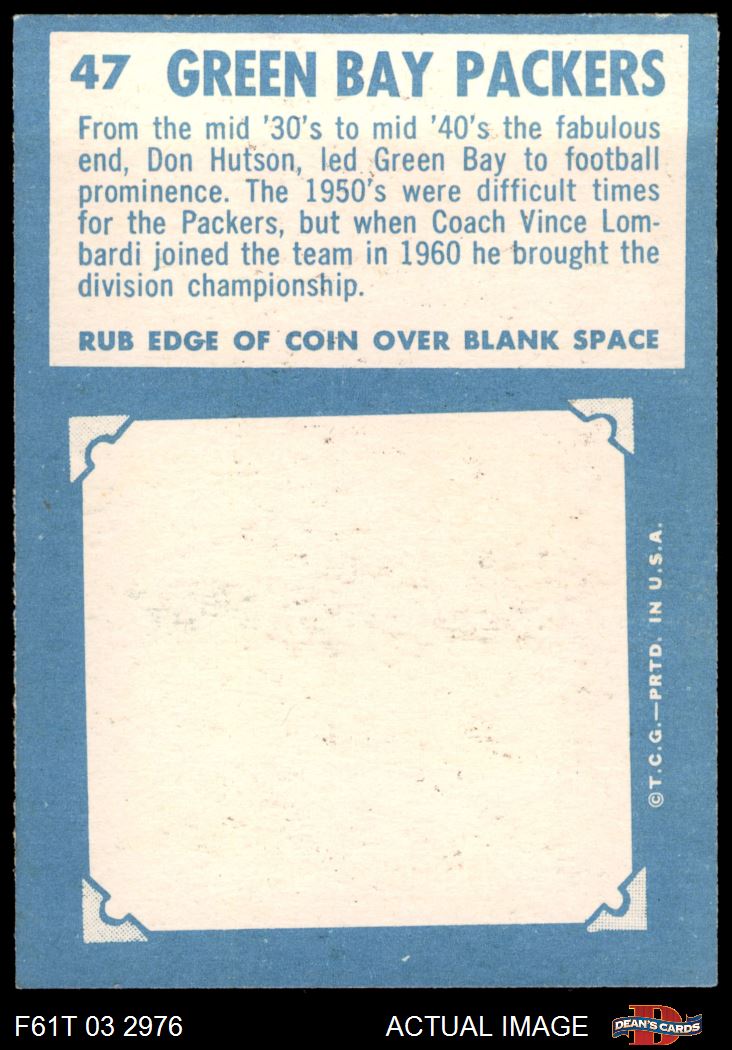 47 GREEN BAY PACKERS
From the mid '30's to mid '40's the fabulous
end, Don Hutson, led Green Bay to football
prominence. The 1950's were difficult times
for the Packers, but when Coach Vince Lom-
bardi joined the team in 1960 he brought the
division championship.
RUB EDGE OF COIN OVER BLANK SPACE
©T.C.G.—PRTD. IN U.S.A.
F61T 03 2976 ACTUAL IMAGE
D
DEAN'S CARDS